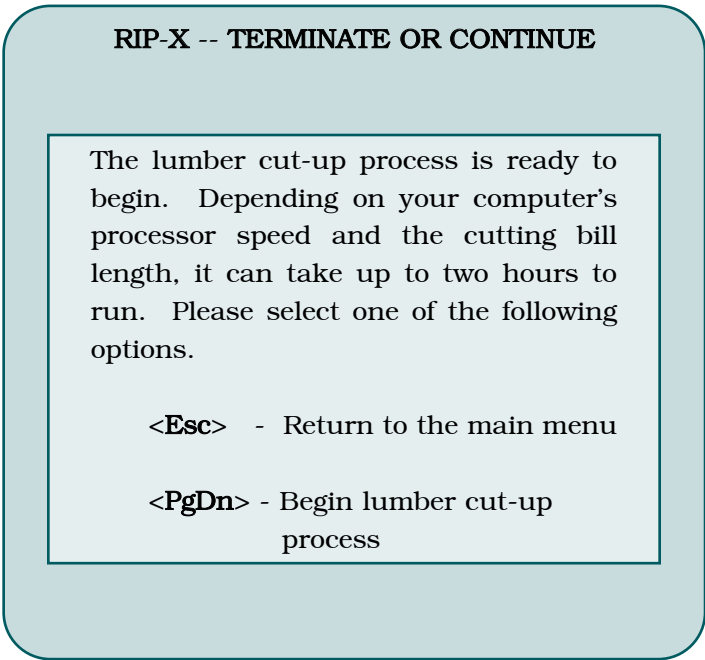 RIP-X -- TERMINATE OR CONTINUE
The lumber cut-up process is ready to
begin. Depending on your computer's
processor speed and the cutting bill
length, it can take up to two hours to
run. Please select one of the following
options.
<Esc> - Return to the main menu
<PgDn> - Begin lumber cut-up
process